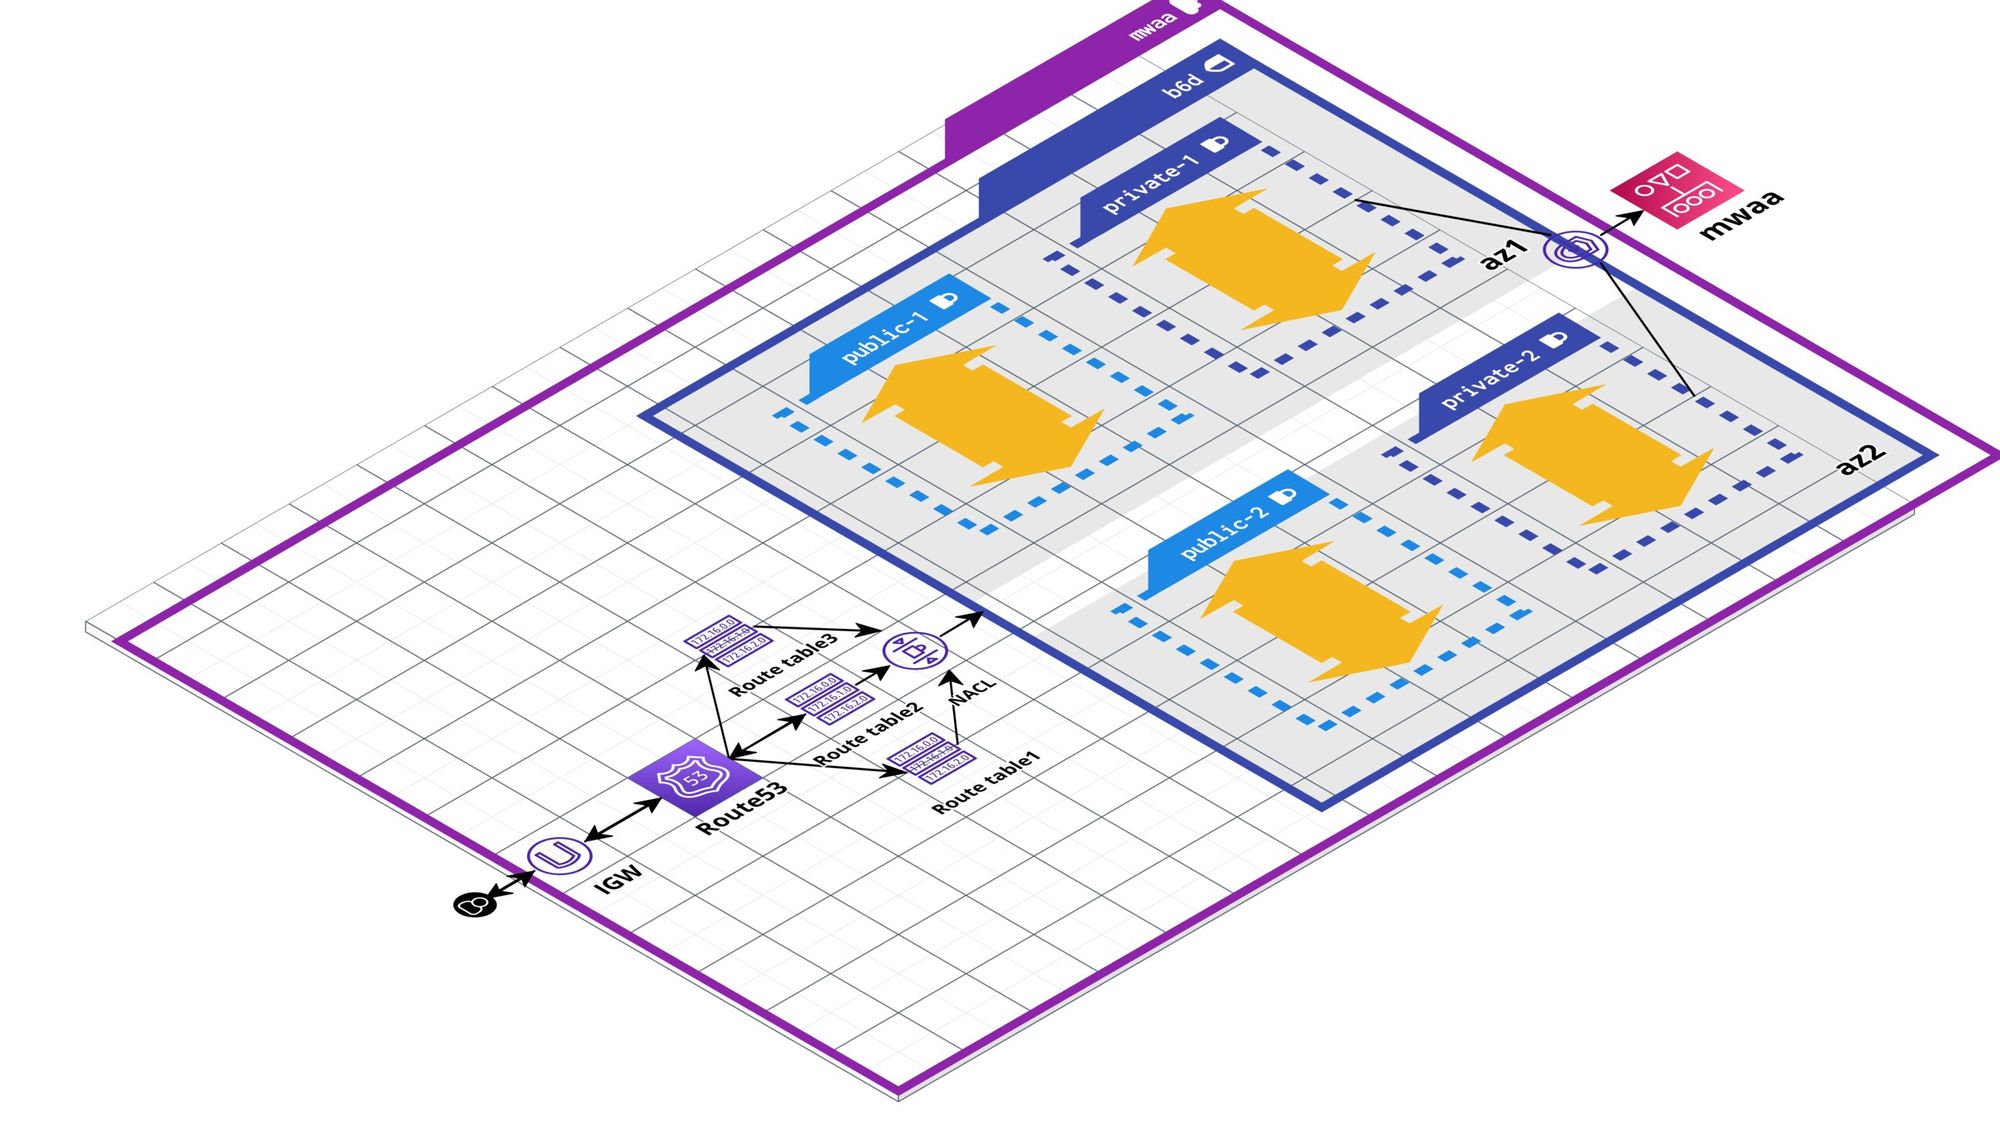 mwaa
b6d
private-1
mwaa
az1
public-1
private-2
az2
public-2
172.16.0.0
172.16.1.0
172.16.2.0
Route table3
172.16.0.0
172.16.1.0
172.16.2.0
NACL
Route table2
172.16.0.0
172.16.1.0
172.16.2.0
Route table1
53
Route53
IGW